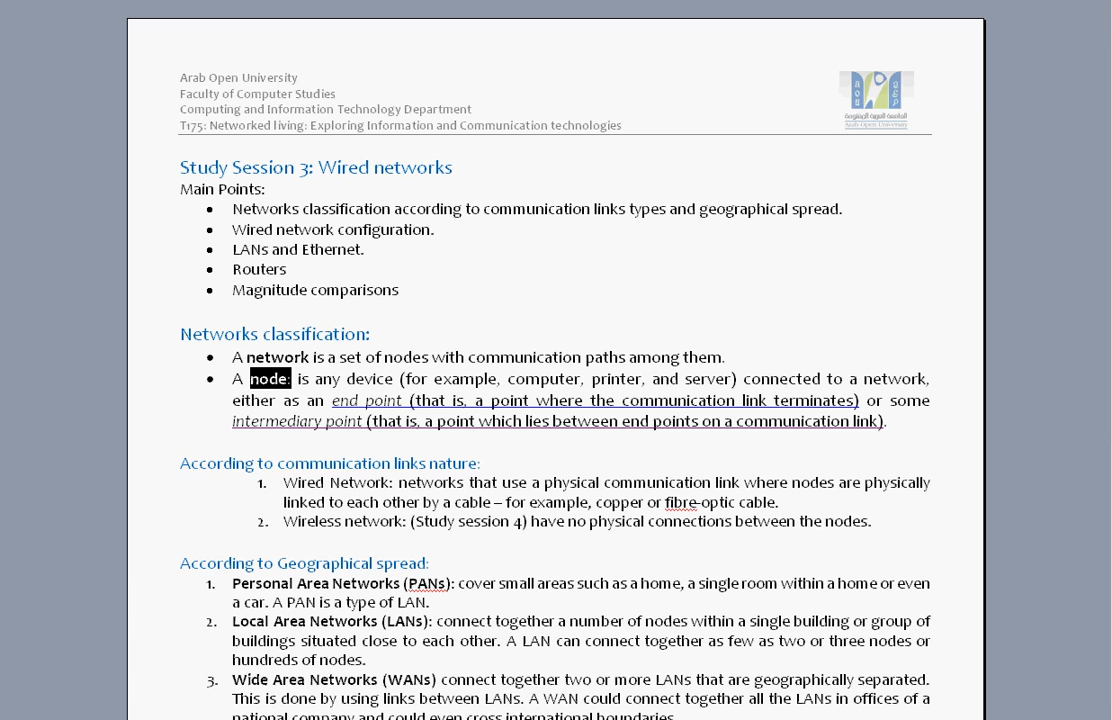 Arab Open University
Faculty of Computer Studies
Computing and Information Technology Department
T175: Networked living: Exploring Information and Communication technologies
Arab Open University
Study Session 3: Wired networks
Main Points:
• Networks classification according to communication links types and geographical spread.
• Wired network configuration.
• LANs and Ethernet.
• Routers
• Magnitude comparisons
Networks classification:
• A network is a set of nodes with communication paths among them.
• A node: is any device (for example, computer, printer, and server) connected to a network,
either as an end point (that is, a point where the communication link terminates) or some
intermediary point (that is, a point which lies between end points on a communication link).
According to communication links nature:
1. Wired Network: networks that use a physical communication link where nodes are physically
linked to each other by a cable – for example, copper or fibre-optic cable.
2. Wireless network: (Study session 4) have no physical connections between the nodes.
According to Geographical spread:
1. Personal Area Networks (PANs): cover small areas such as a home, a single room within a home or even
a car. A PAN is a type of LAN.
2. Local Area Networks (LANs): connect together a number of nodes within a single building or group of
buildings situated close to each other. A LAN can connect together as few as two or three nodes or
hundreds of nodes.
3. Wide Area Networks (WANs) connect together two or more LANs that are geographically separated.
This is done by using links between LANs. A WAN could connect together all the LANs in offices of a
national company and could even cross international boundaries.